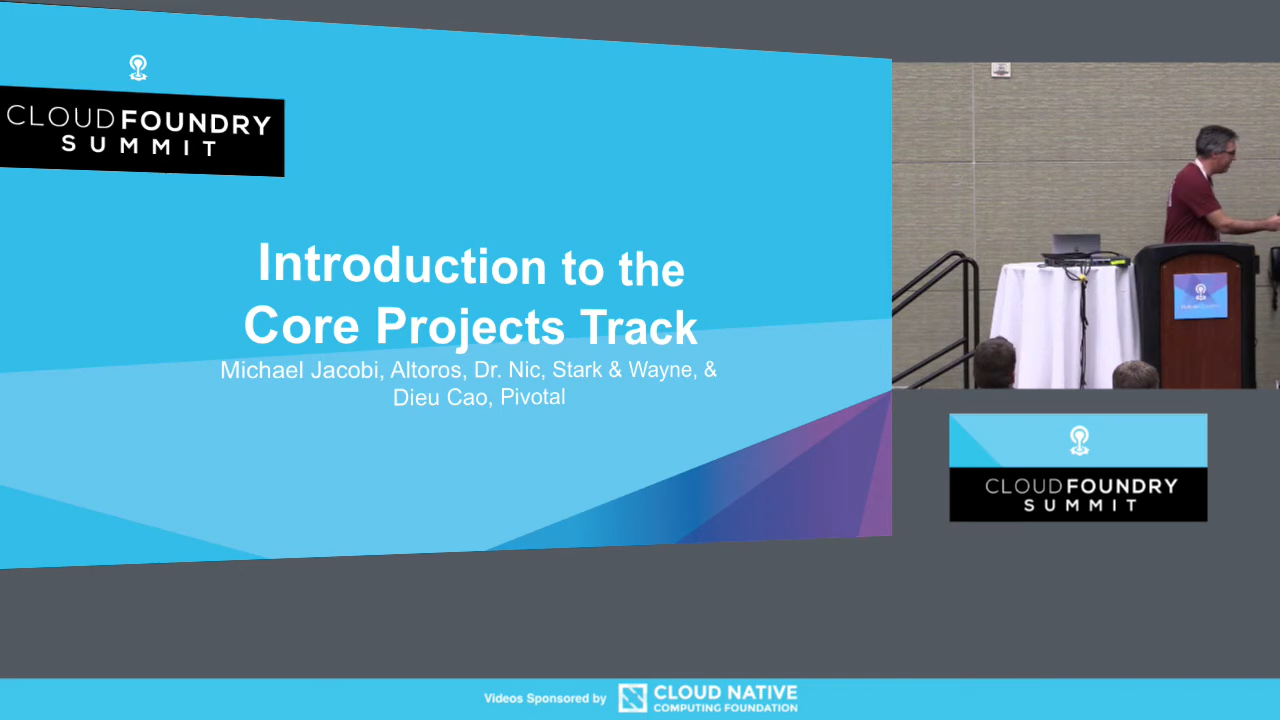 CLOUDFOUNDRY
SUMMIT
Introduction to the
Core Projects Track
Michael Jacobi, Altoros, Dr. Nic, Stark & Wayne, &
Dieu Cao, Pivotal
CLOUDFOUNDRY
SUMMIT
Videos Sponsored by
CLOUD NATIVE
COMPUTING FOUNDATION